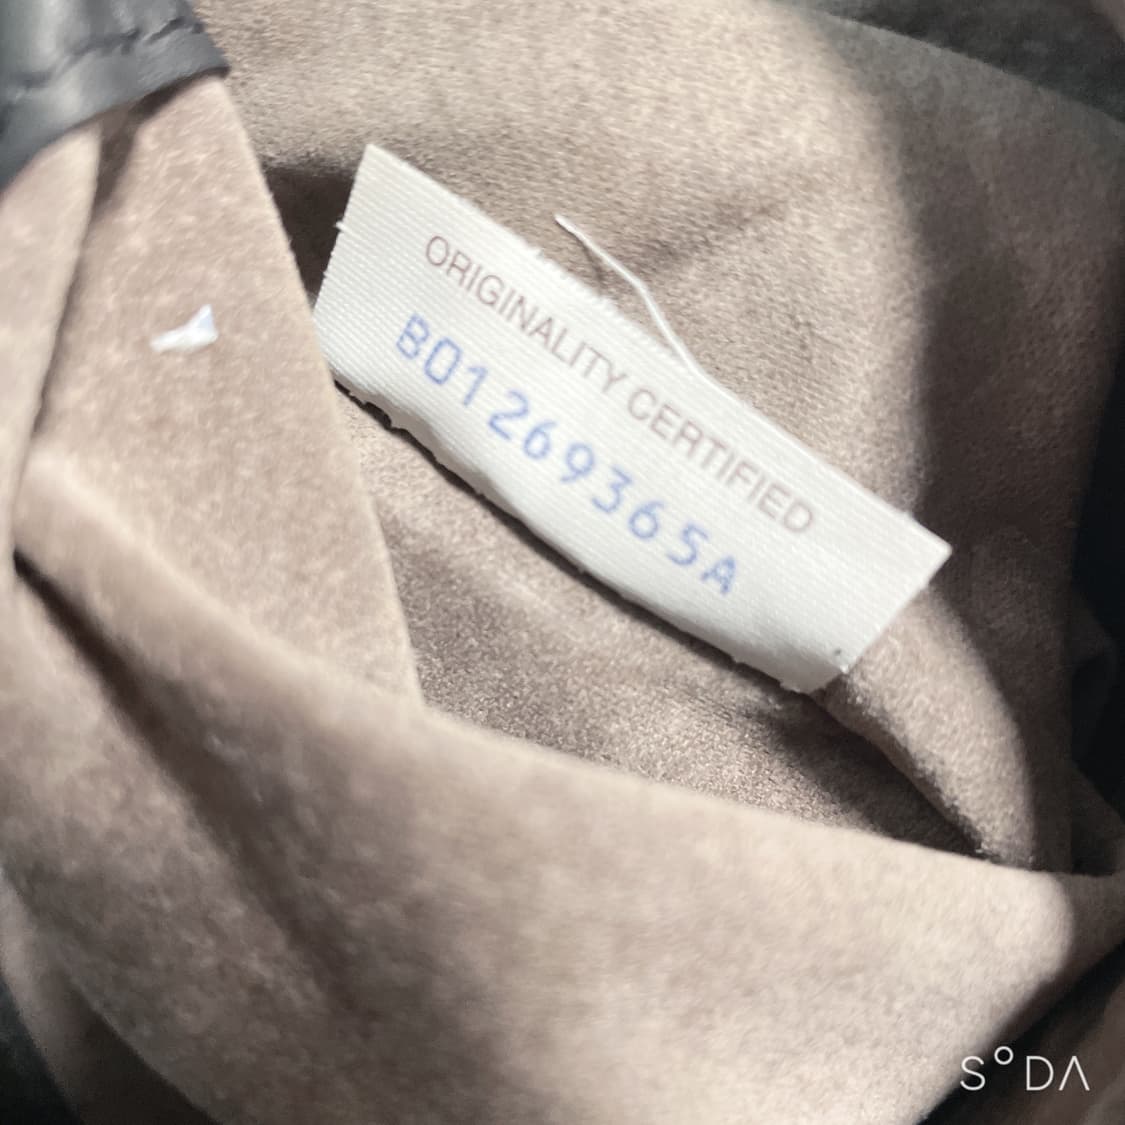 ORIGINALITY CERTIFIED
B01269365A
S°DA